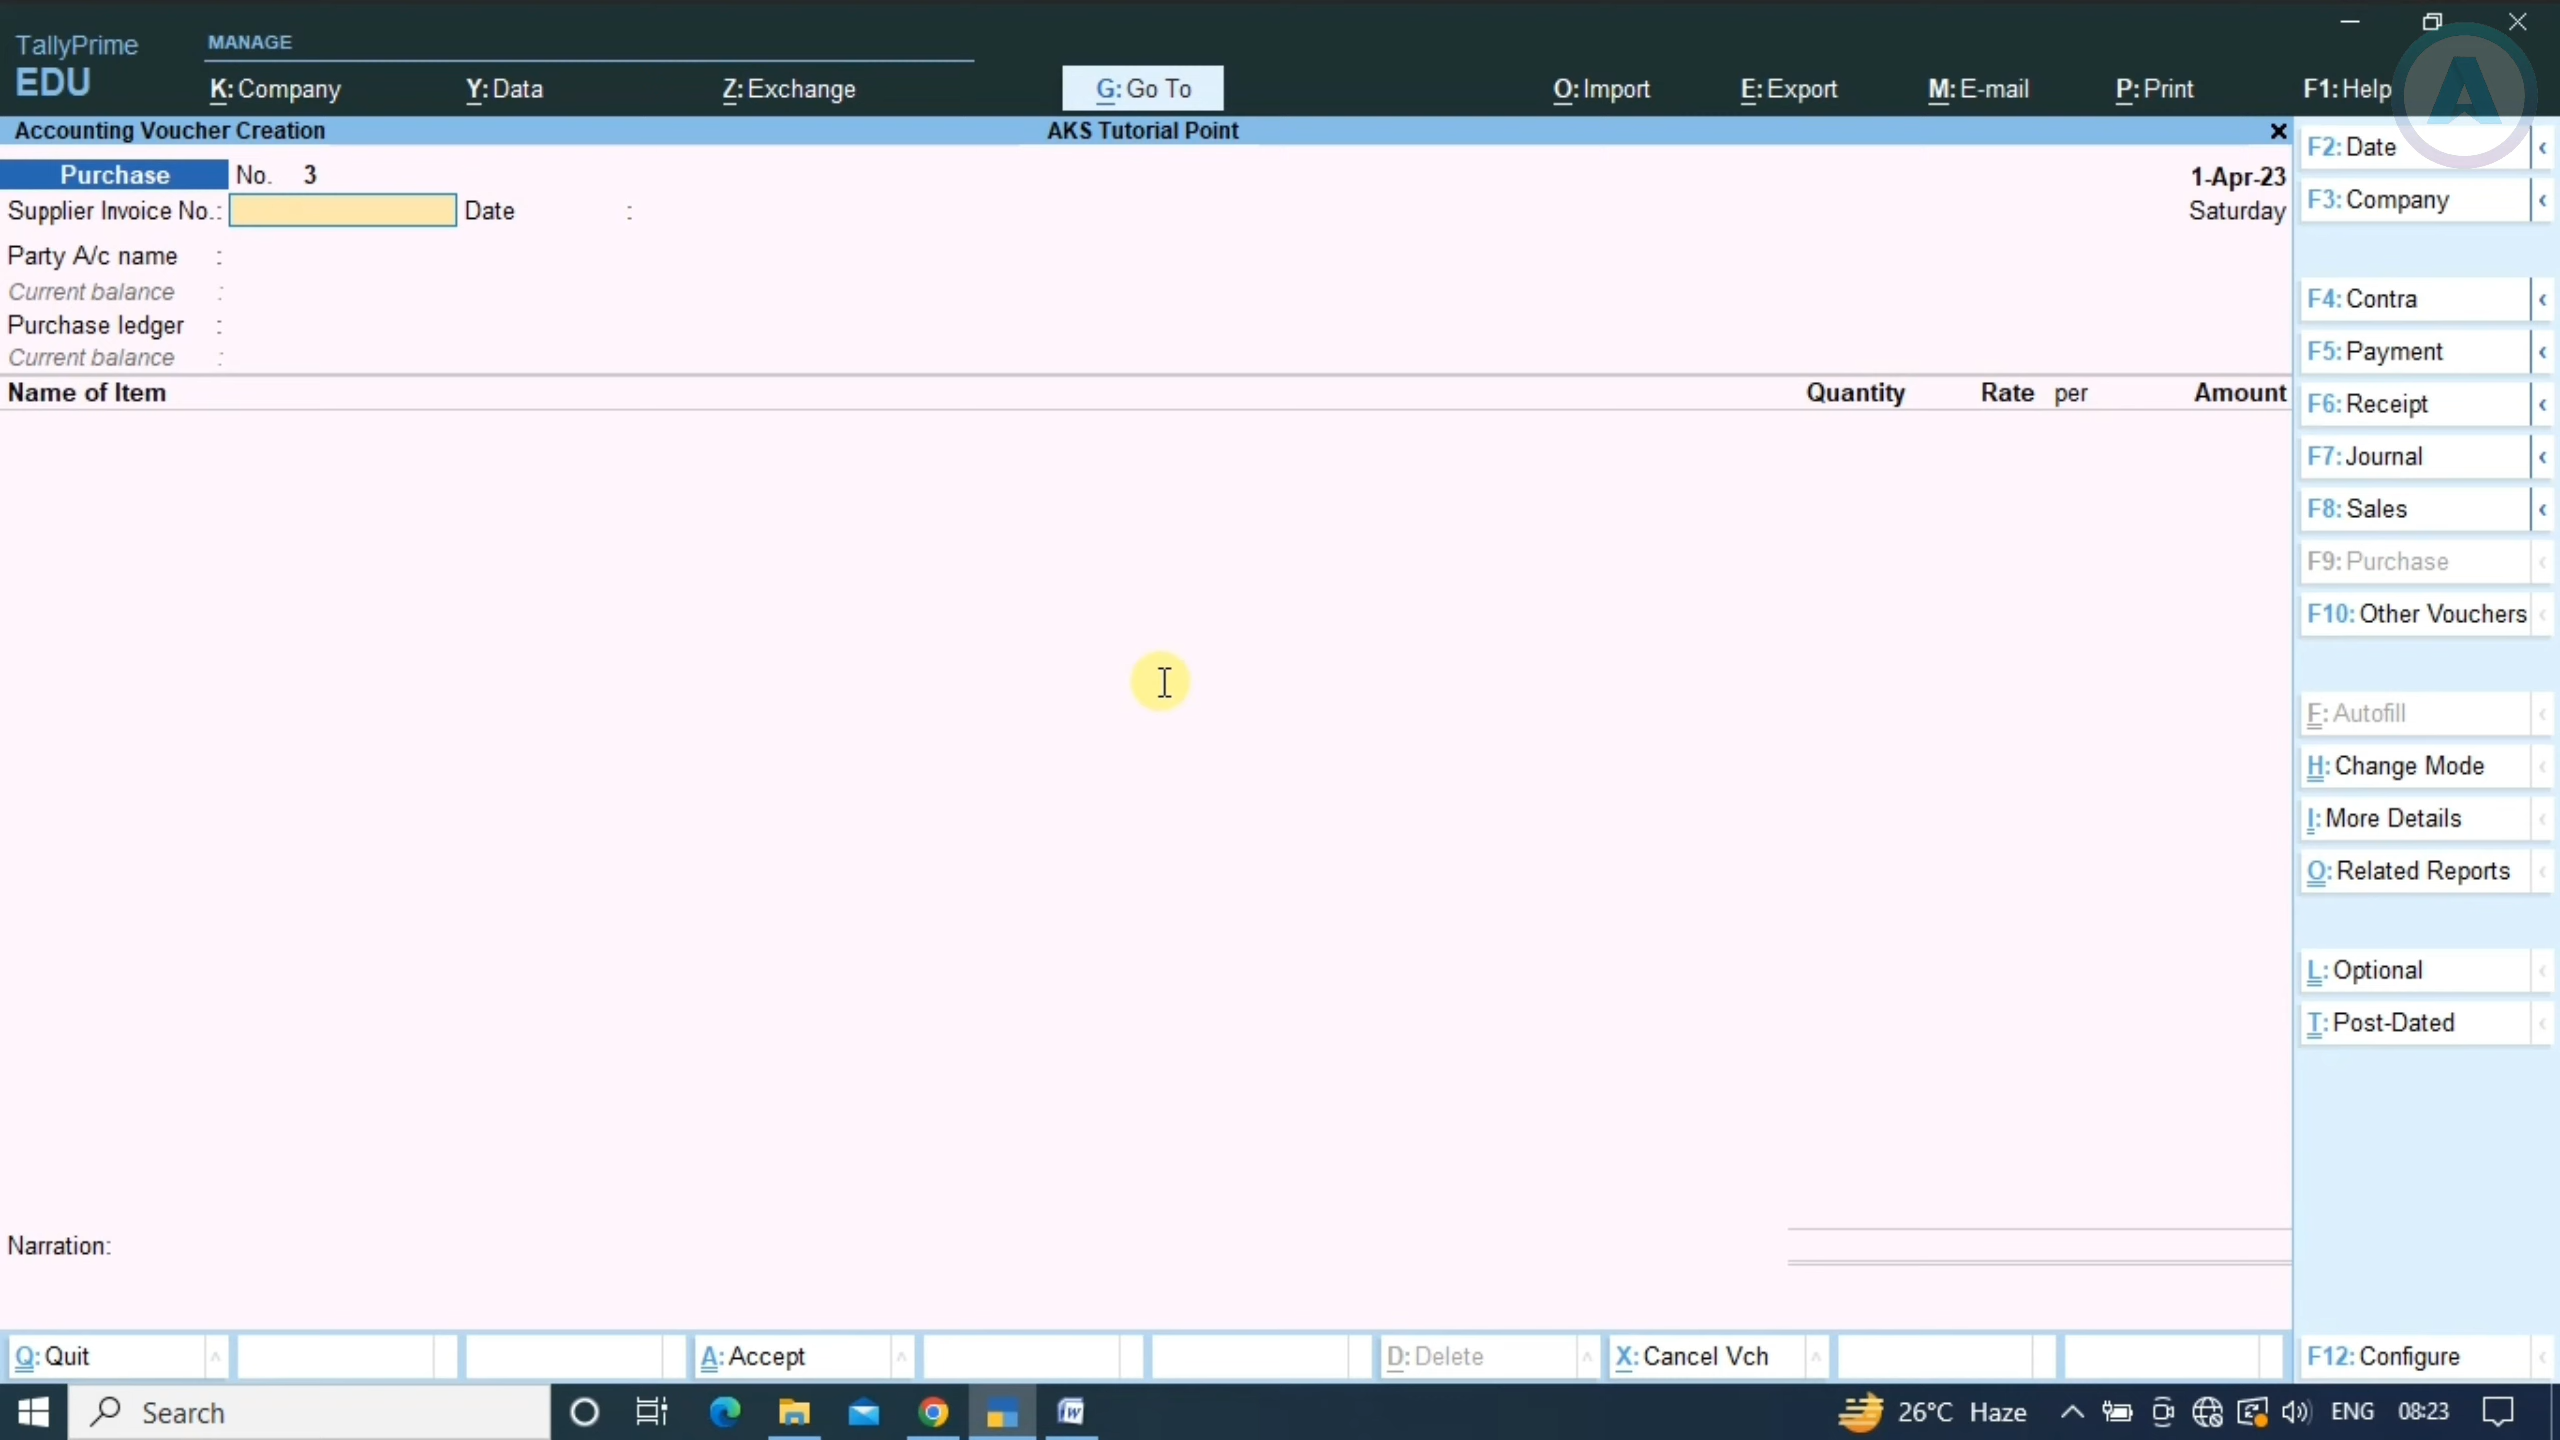 TallyPrime
EDU
MANAGE
K: Company
Y: Data
Z: Exchange
G: Go To
O: Import
E: Export
M: E-mail
P: Print
F1: Help
Accounting Voucher Creation
AKS Tutorial Point
Purchase No. 3
1-Apr-23
Supplier Invoice No.: Date :
Saturday
Party A/c name :
Current balance :
Purchase ledger :
Current balance :
Name of Item Quantity Rate per Amount
Narration:
F2: Date
F3: Company
F4: Contra
F5: Payment
F6: Receipt
F7: Journal
F8: Sales
F9: Purchase
F10: Other Vouchers
F: Autofill
H: Change Mode
I: More Details
O: Related Reports
L: Optional
T: Post-Dated
F12: Configure
Q: Quit
A: Accept
D: Delete
X: Cancel Vch
Search
26°C Haze
ENG
08:23